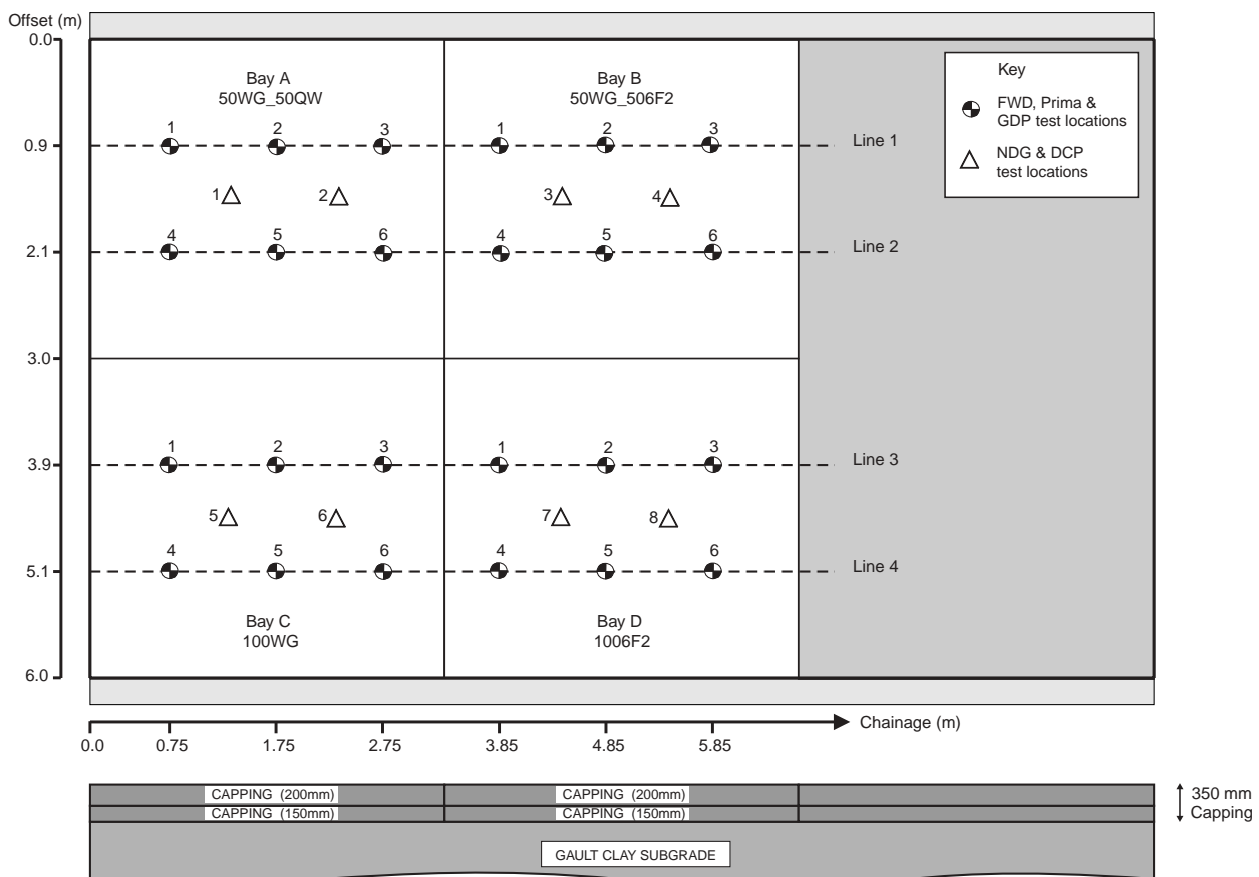 Offset (m)
0.0
Bay A
50WG_50QW
Bay B
50WG_506F2
Key
FWD, Prima &
GDP test locations
NDG & DCP
test locations
1 2 3 1 2 3
0.9
Line 1
1 2 3 4
4 5 6 4 5 6
2.1
Line 2
3.0
1 2 3 1 2 3
3.9
Line 3
5 6 7 8
4 5 6 4 5 6
5.1
Line 4
Bay C
100WG
Bay D
1006F2
6.0
Chainage (m)
0.0 0.75 1.75 2.75 3.85 4.85 5.85
CAPPING (200mm) CAPPING (200mm)
CAPPING (150mm) CAPPING (150mm)
350 mm
Capping
GAULT CLAY SUBGRADE